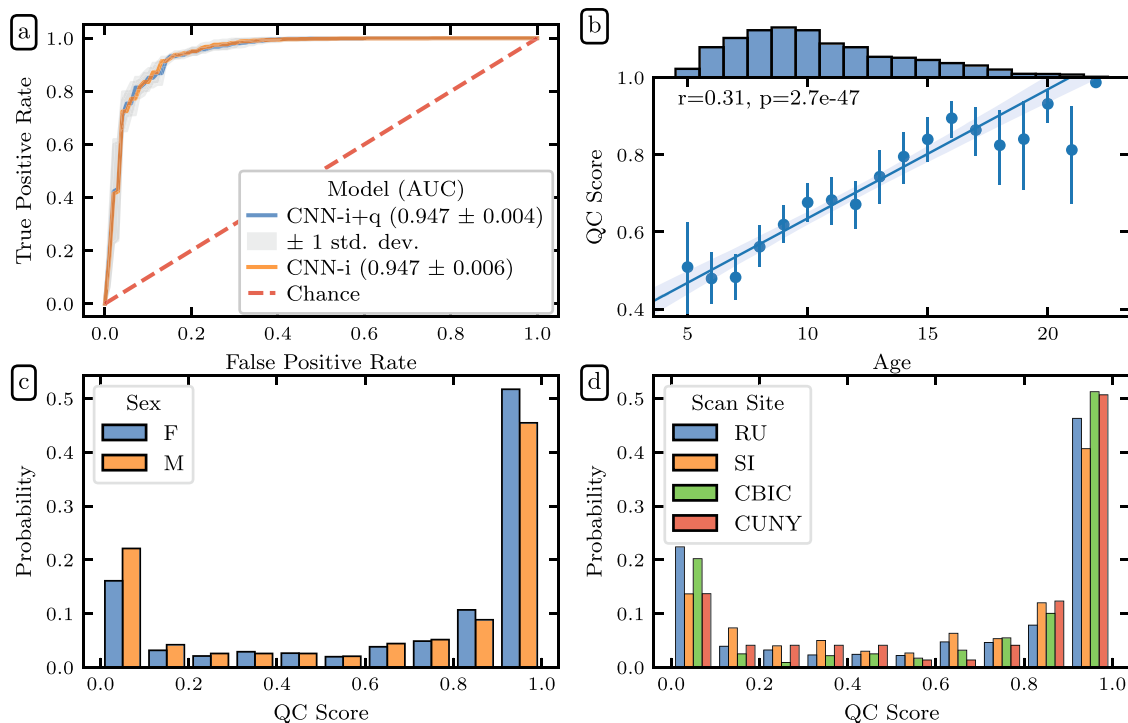 a
1.0
0.8
0.6
0.4
0.2
0.0
True Positive Rate
Model (AUC)
CNN-i+q (0.947 ± 0.004)
± 1 std. dev.
CNN-i (0.947 ± 0.006)
Chance
0.0 0.2 0.4 0.6 0.8 1.0
False Positive Rate
b
r=0.31, p=2.7e-47
1.0
0.8
0.6
0.4
QC Score
5 10 15 20
Age
c
Sex
F
M
0.5
0.4
0.3
0.2
0.1
0.0
Probability
0.0 0.2 0.4 0.6 0.8 1.0
QC Score
d
Scan Site
RU
SI
CBIC
CUNY
0.5
0.4
0.3
0.2
0.1
0.0
Probability
0.0 0.2 0.4 0.6 0.8 1.0
QC Score